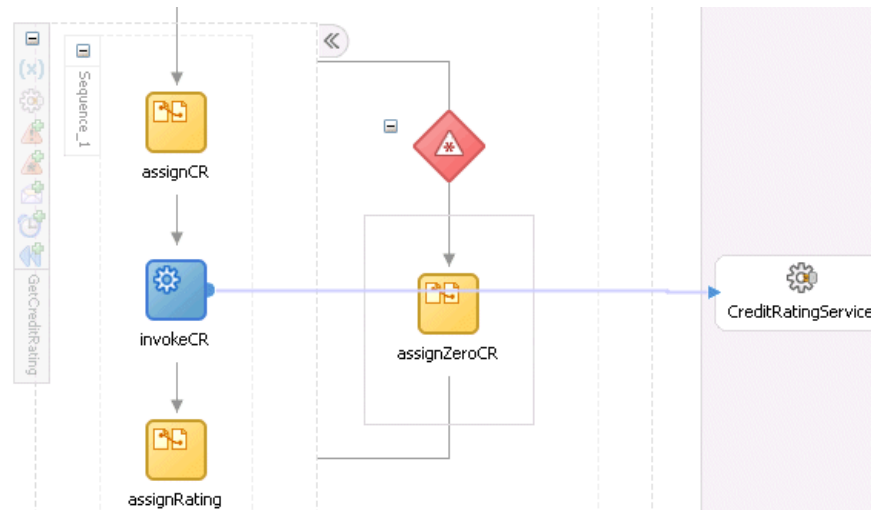 (x)
Sequence_1
GetCreditRating
assignCR
invokeCR
assignRating
assignZeroCR
CreditRatingService